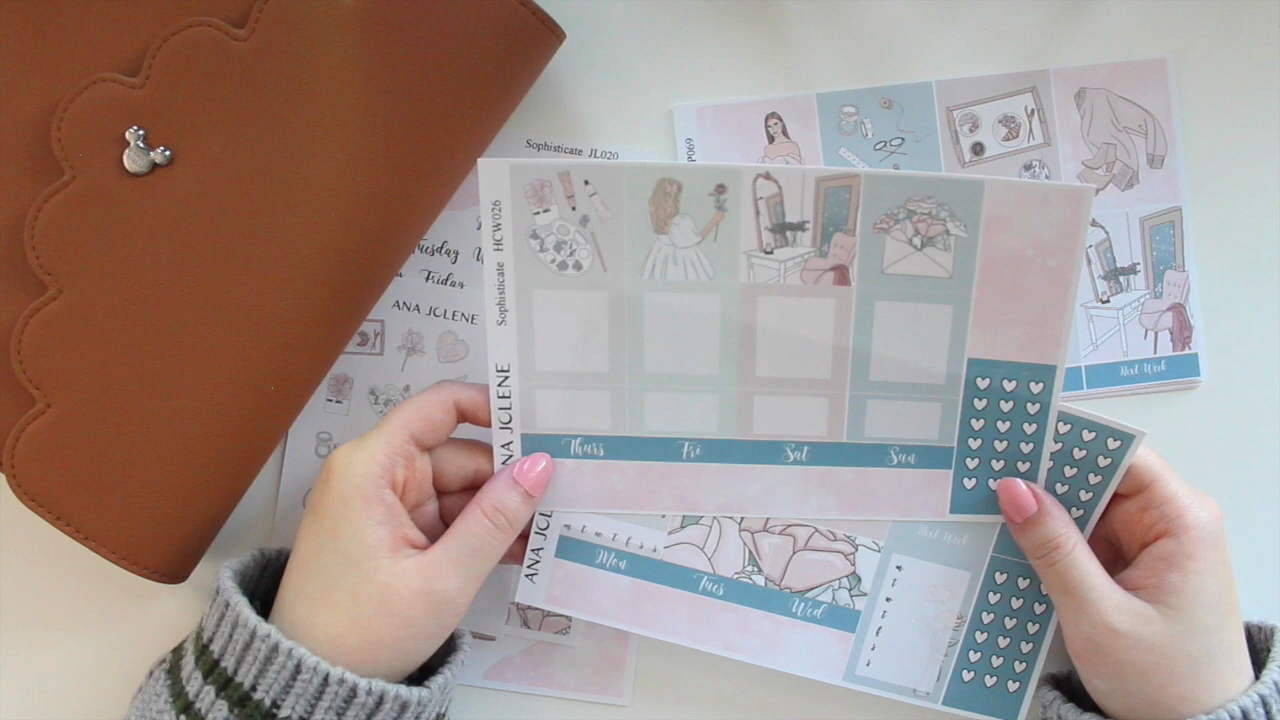 Sophisticate JL020
P069
Tuesday
Friday
ANA JOLENE
Sophisticate HCW026
ANA JOLENE
Thurs Fri Sat Sun
Next Week
ANA JOL
m t w t f s s
Mon Tues Wed
Next Week
m t w t f s s